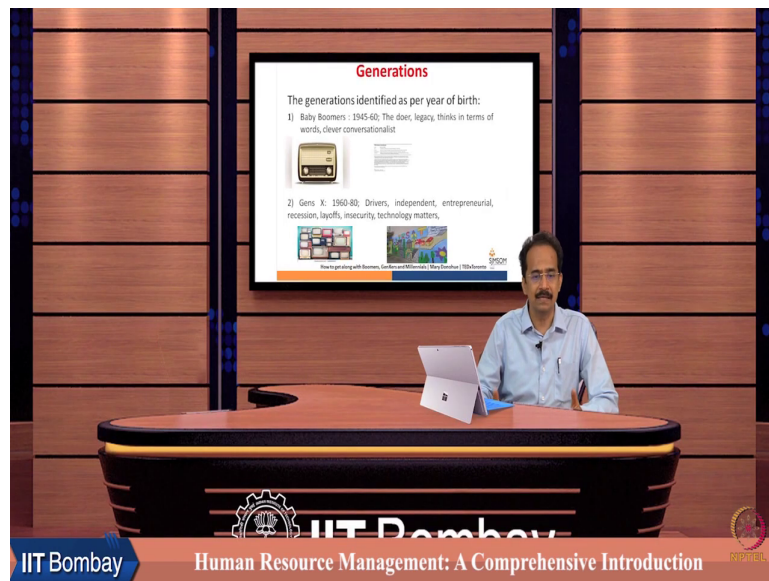 Generations
The generations identified as per year of birth:
1) Baby Boomers : 1945-60; The doer, legacy, thinks in terms of
words, clever conversationalist
2) Gens X: 1960-80; Drivers, independent, entrepreneurial,
recession, layoffs, insecurity, technology matters,
SIMSOM
How to get along with Boomers, GenXers and Millennials | Mary Donohue | TEDxToronto
IIT Bombay
IIT Bombay
Human Resource Management: A Comprehensive Introduction
NPTEL